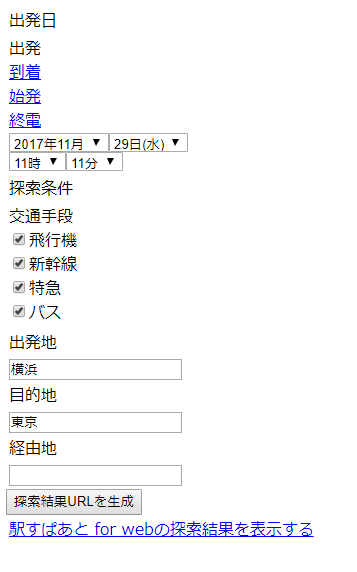 出発日
出発
到着
始発
終電
2017年11月 29日(水)
11時 11分
探索条件
交通手段
飛行機
新幹線
特急
バス
出発地
横浜
目的地
東京
経由地
探索結果URLを生成
駅すぱあと for webの探索結果を表示する